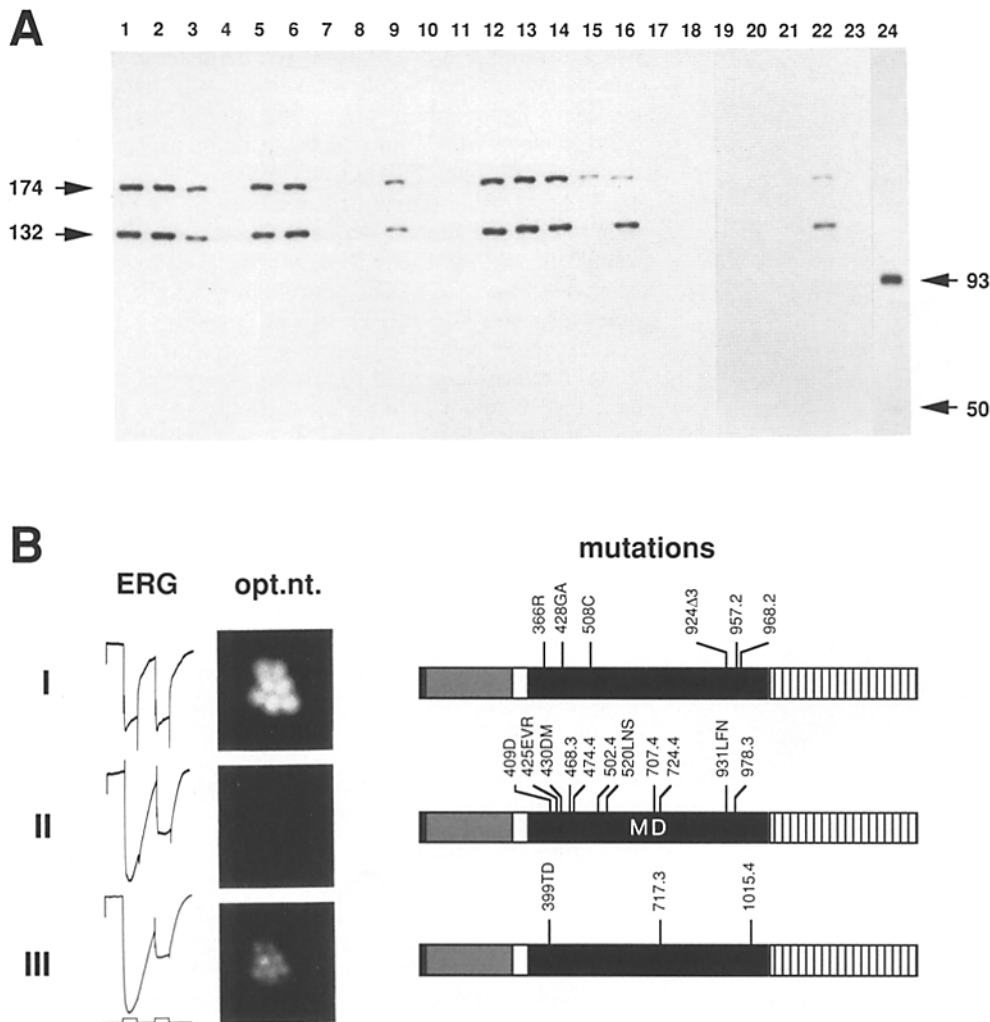 A
1 2 3 4 5 6 7 8 9 10 11 12 13 14 15 16 17 18 19 20 21 22 23 24
174
132
93
50
B
mutations
ERG opt.nt.
366R 428GA 508C 924Δ3 957.2 968.2
I
409D 425EVR 430DM 468.3 474.4 502.4 520LNS 707.4 724.4 931LFN 978.3
II
MD
399TD 717.3 1015.4
III